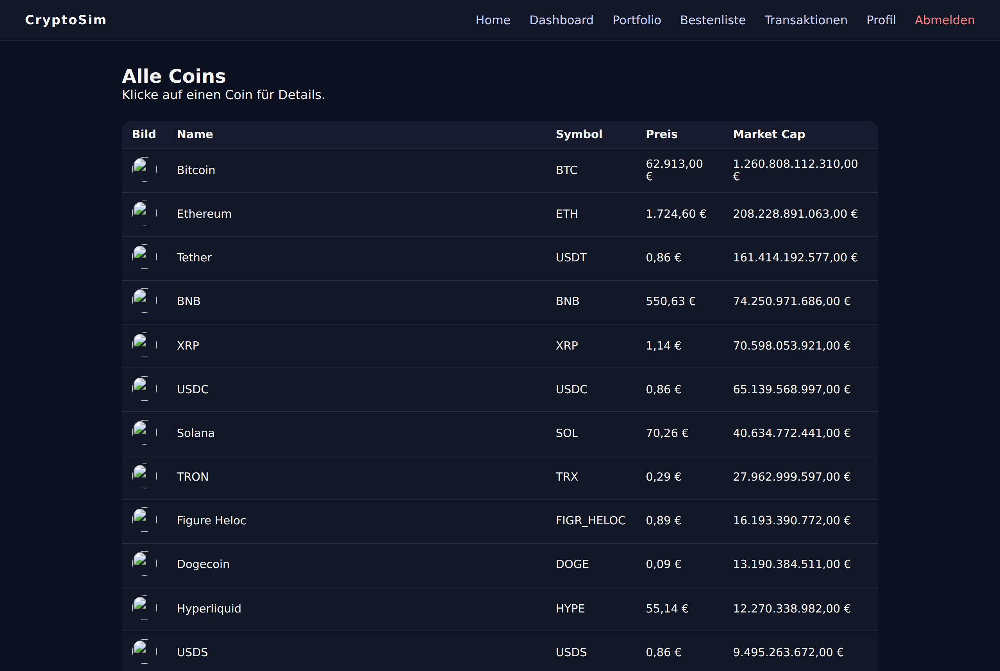 CryptoSim Home Dashboard Portfolio Bestenliste Transaktionen Profil Abmelden
Alle Coins
Klicke auf einen Coin für Details.
Bild Name Symbol Preis Market Cap
Bitcoin BTC 62.913,00 € 1.260.808.112.310,00 €
Ethereum ETH 1.724,60 € 208.228.891.063,00 €
Tether USDT 0,86 € 161.414.192.577,00 €
BNB BNB 550,63 € 74.250.971.686,00 €
XRP XRP 1,14 € 70.598.053.921,00 €
USDC USDC 0,86 € 65.139.568.997,00 €
Solana SOL 70,26 € 40.634.772.441,00 €
TRON TRX 0,29 € 27.962.999.597,00 €
Figure Heloc FIGR_HELOC 0,89 € 16.193.390.772,00 €
Dogecoin DOGE 0,09 € 13.190.384.511,00 €
Hyperliquid HYPE 55,14 € 12.270.338.982,00 €
USDS USDS 0,86 € 9.495.263.672,00 €